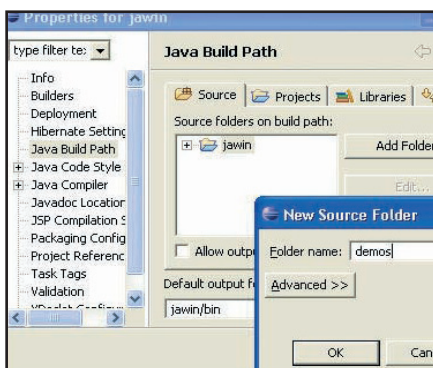 Properties for jawin
type filter te:
Info
Builders
Deployment
Hibernate Setting
Java Build Path
Java Code Style
Java Compiler
Javadoc Location
JSP Compilation S
Packaging Config
Project Referenc
Task Tags
Validation
Java Build Path
Source
Projects
Libraries
Source folders on build path:
jawin
Add Folde
Edit...
Allow outp
Default output f
jawin/bin
New Source Folder
Folder name: demos
Advanced >>
OK
Can